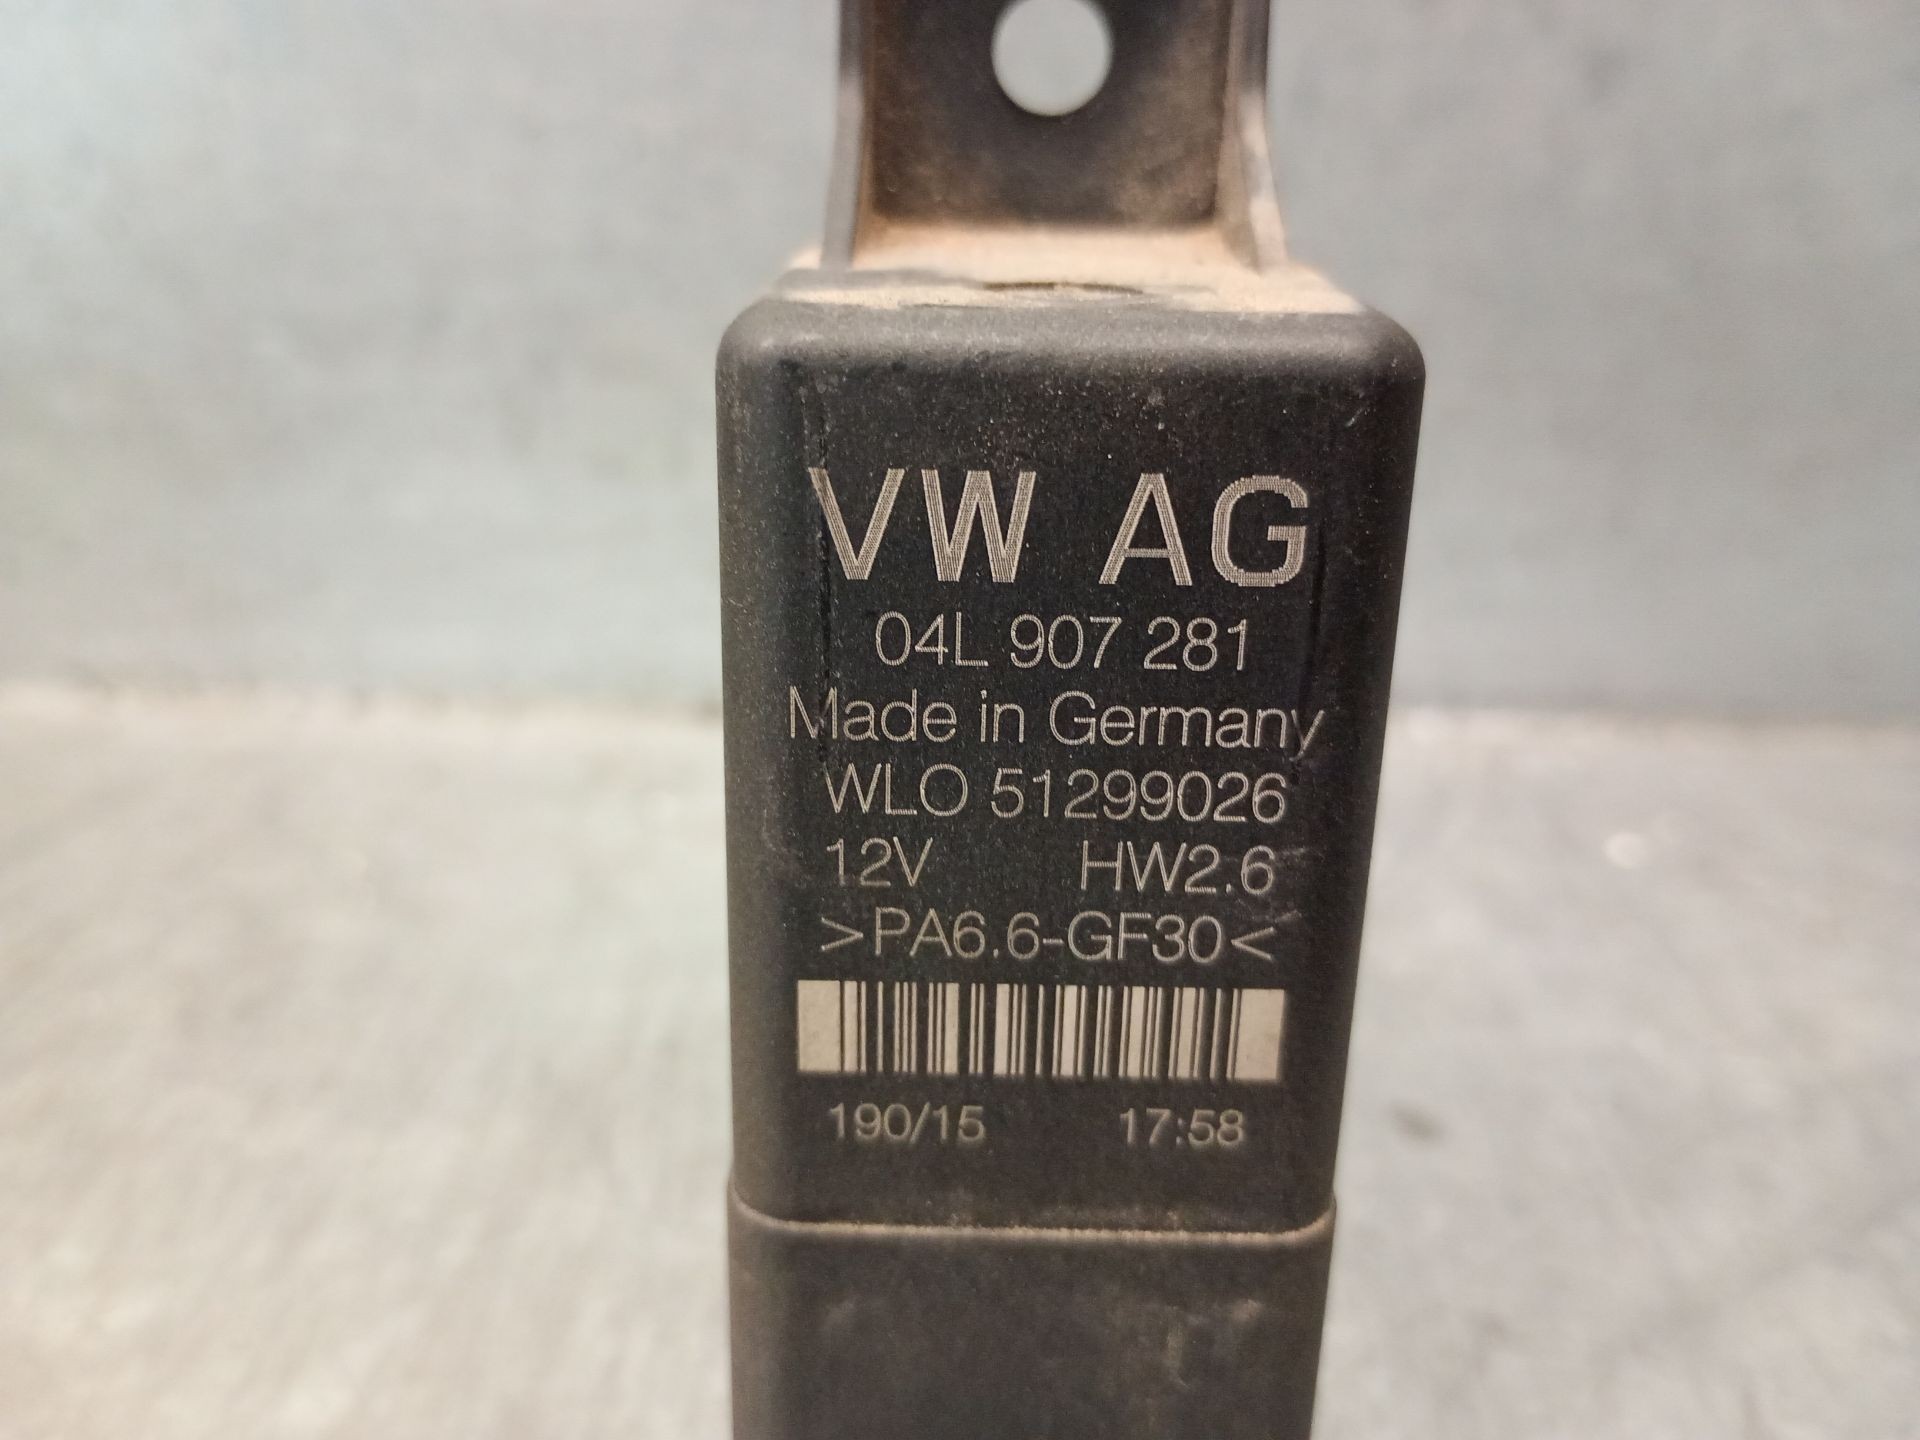 VW AG
04L 907 281
Made in Germany
WLO 51299026
12V HW2.6
>PA6.6-GF30<
190/15 17:58